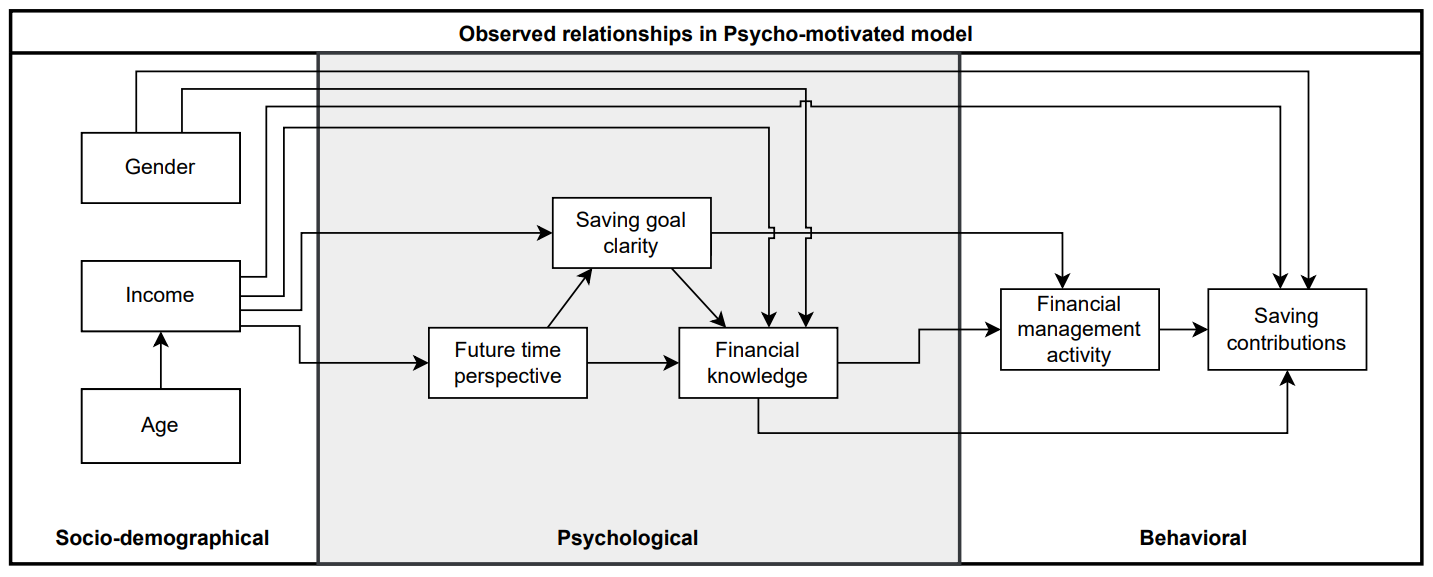 Observed relationships in Psycho-motivated model
Gender
Saving goal
clarity
Income
Financial
management
activity
Saving
contributions
Future time
perspective
Financial
knowledge
Age
Socio-demographical
Psychological
Behavioral